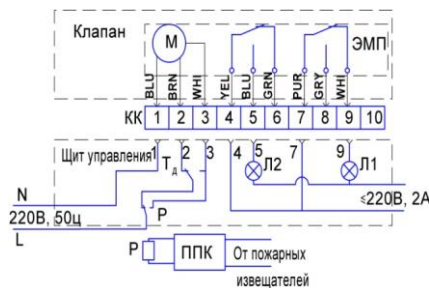 Клапан
М
ЭМП
BLU BRN WHI YEL BLU GRN PUR GRY WHI
КК 1 2 3 4 5 6 7 8 9 10
Щит управления 1 2 3 4 5 7 9
Тд Л2 Л1
N
220В, 50ц Р ≤220В, 2А
L
Р ППК От пожарных
извещателей